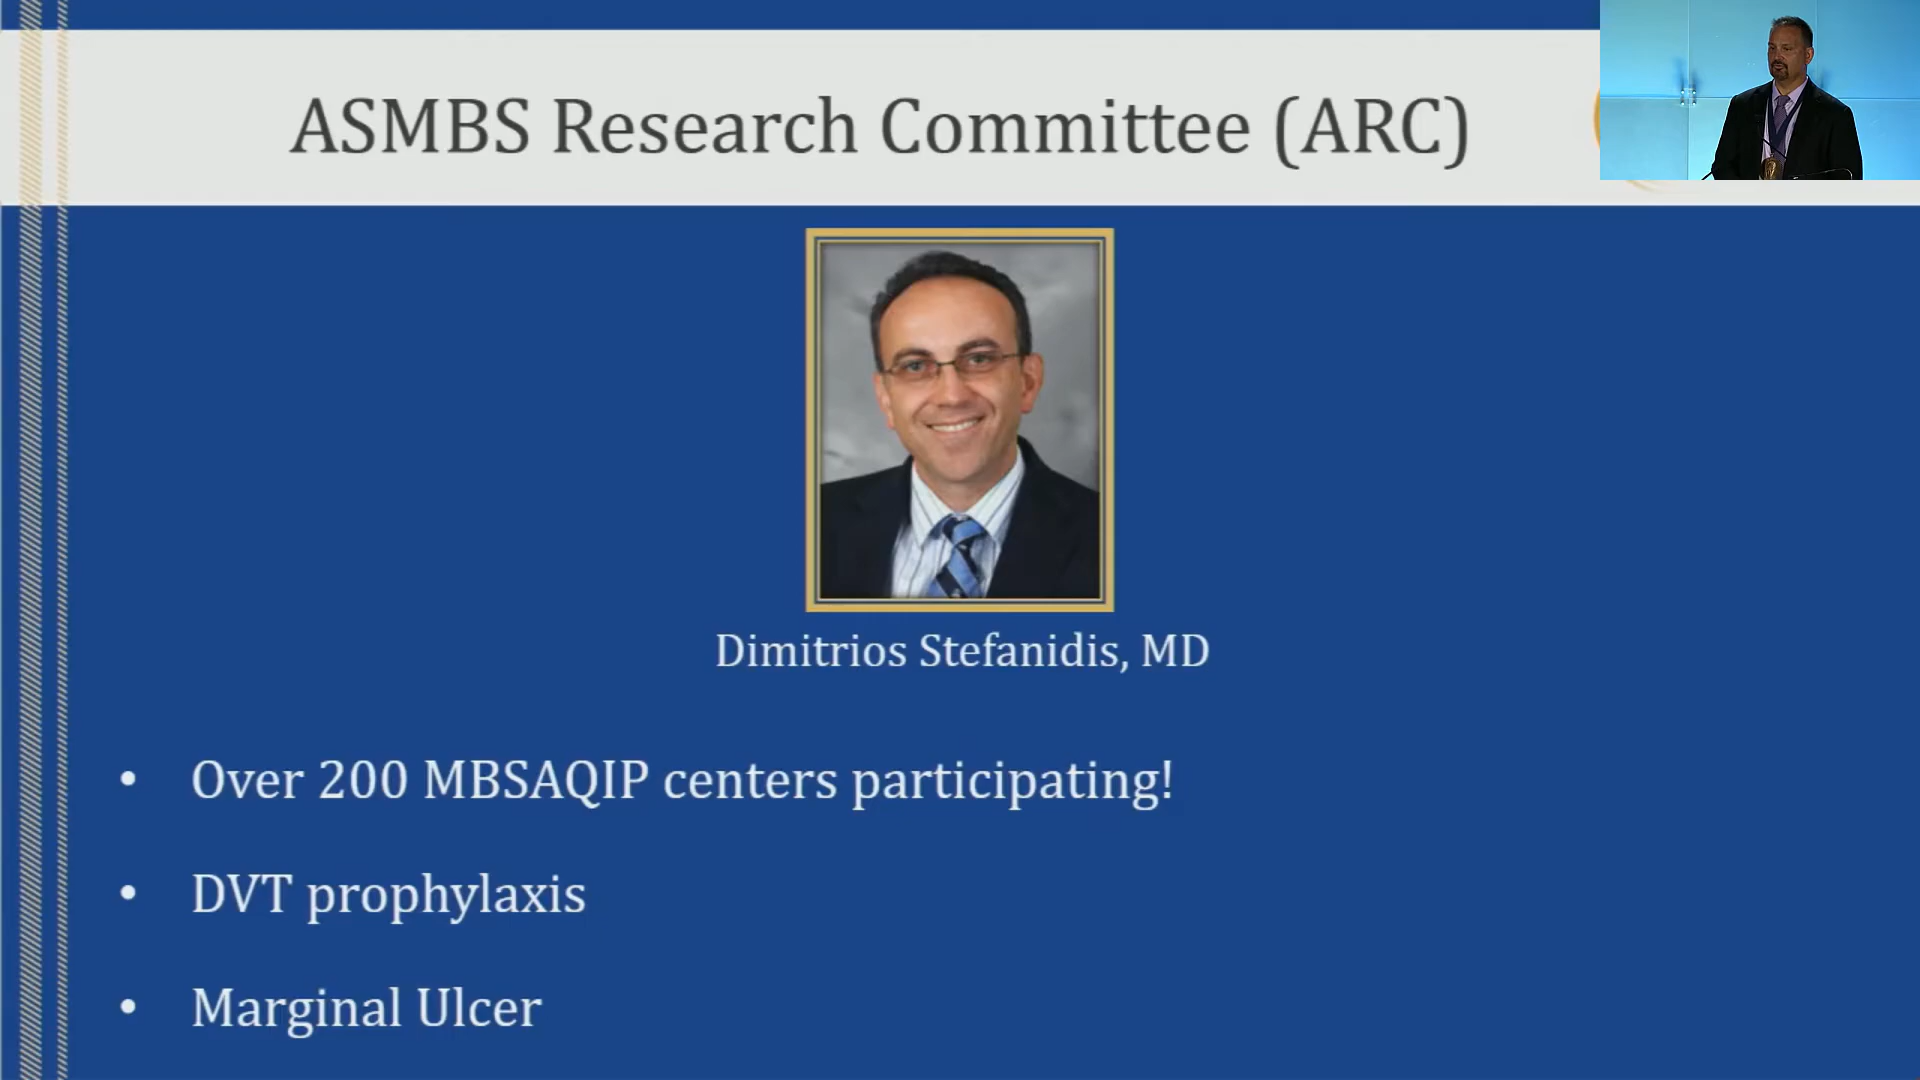 ASMBS Research Committee (ARC)
Dimitrios Stefanidis, MD
• Over 200 MBSAQIP centers participating!
• DVT prophylaxis
• Marginal Ulcer